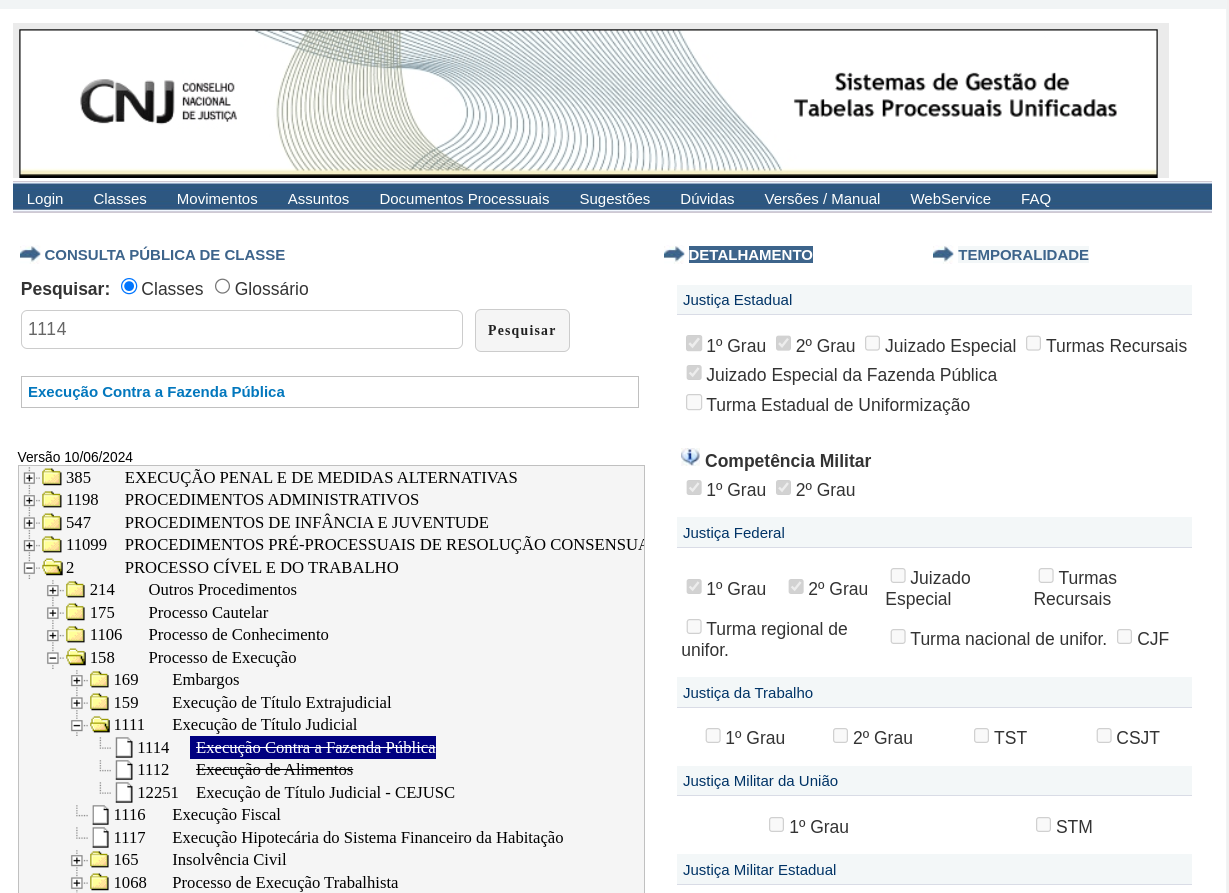 CNJ CONSELHO
NACIONAL
DE JUSTIÇA
Sistemas de Gestão de
Tabelas Processuais Unificadas
Login Classes Movimentos Assuntos Documentos Processuais Sugestões Dúvidas Versões / Manual WebService FAQ
CONSULTA PÚBLICA DE CLASSE
Pesquisar: Classes Glossário
1114 Pesquisar
Execução Contra a Fazenda Pública
Versão 10/06/2024
385 EXECUÇÃO PENAL E DE MEDIDAS ALTERNATIVAS
1198 PROCEDIMENTOS ADMINISTRATIVOS
547 PROCEDIMENTOS DE INFÂNCIA E JUVENTUDE
11099 PROCEDIMENTOS PRÉ-PROCESSUAIS DE RESOLUÇÃO CONSENSUA
2 PROCESSO CÍVEL E DO TRABALHO
214 Outros Procedimentos
175 Processo Cautelar
1106 Processo de Conhecimento
158 Processo de Execução
169 Embargos
159 Execução de Título Extrajudicial
1111 Execução de Título Judicial
1114 Execução Contra a Fazenda Pública
1112 Execução de Alimentos
12251 Execução de Título Judicial - CEJUSC
1116 Execução Fiscal
1117 Execução Hipotecária do Sistema Financeiro da Habitação
165 Insolvência Civil
1068 Processo de Execução Trabalhista
DETALHAMENTO TEMPORALIDADE
Justiça Estadual
1º Grau 2º Grau Juizado Especial Turmas Recursais
Juizado Especial da Fazenda Pública
Turma Estadual de Uniformização
Competência Militar
1º Grau 2º Grau
Justiça Federal
1º Grau 2º Grau Juizado Especial Turmas Recursais
Turma regional de unifor. Turma nacional de unifor. CJF
Justiça da Trabalho
1º Grau 2º Grau TST CSJT
Justiça Militar da União
1º Grau STM
Justiça Militar Estadual